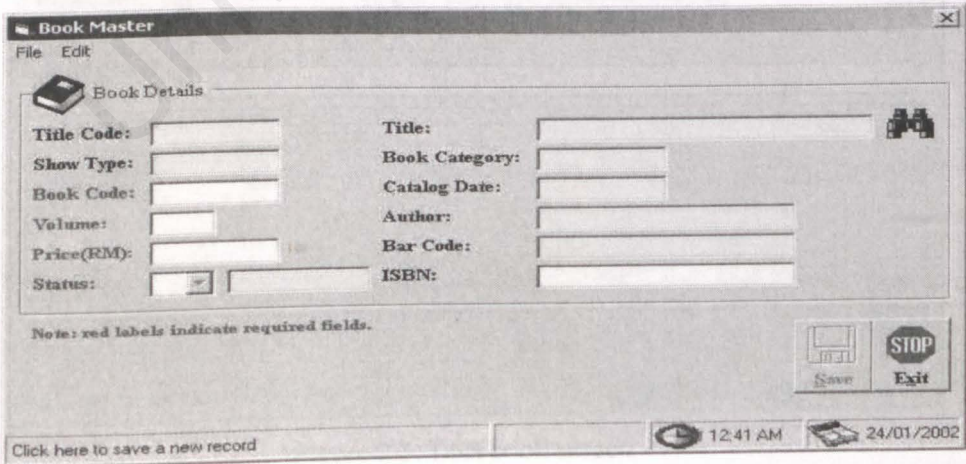 Book Master
File Edit
Book Details
Title Code:
Title:
Show Type:
Book Category:
Book Code:
Catalog Date:
Volume:
Author:
Price(RM):
Bar Code:
Status:
ISBN:
Note: red labels indicate required fields.
STOP
Save Exit
Click here to save a new record 12:41 AM 24/01/2002